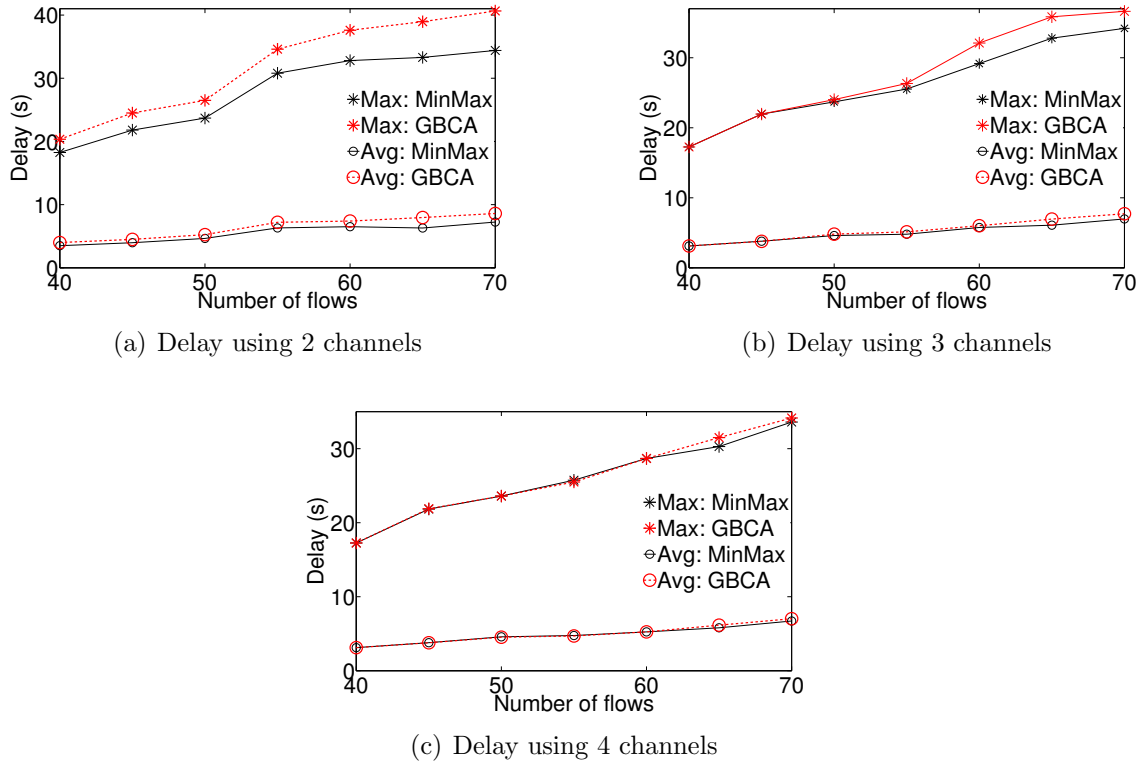 40
30
20
10
0
Delay (s)
Max: MinMax
Max: GBCA
Avg: MinMax
Avg: GBCA
40 50 60 70
Number of flows
(a) Delay using 2 channels
30
20
10
0
Delay (s)
Max: MinMax
Max: GBCA
Avg: MinMax
Avg: GBCA
40 50 60 70
Number of flows
(b) Delay using 3 channels
30
20
10
0
Delay (s)
Max: MinMax
Max: GBCA
Avg: MinMax
Avg: GBCA
40 50 60 70
Number of flows
(c) Delay using 4 channels